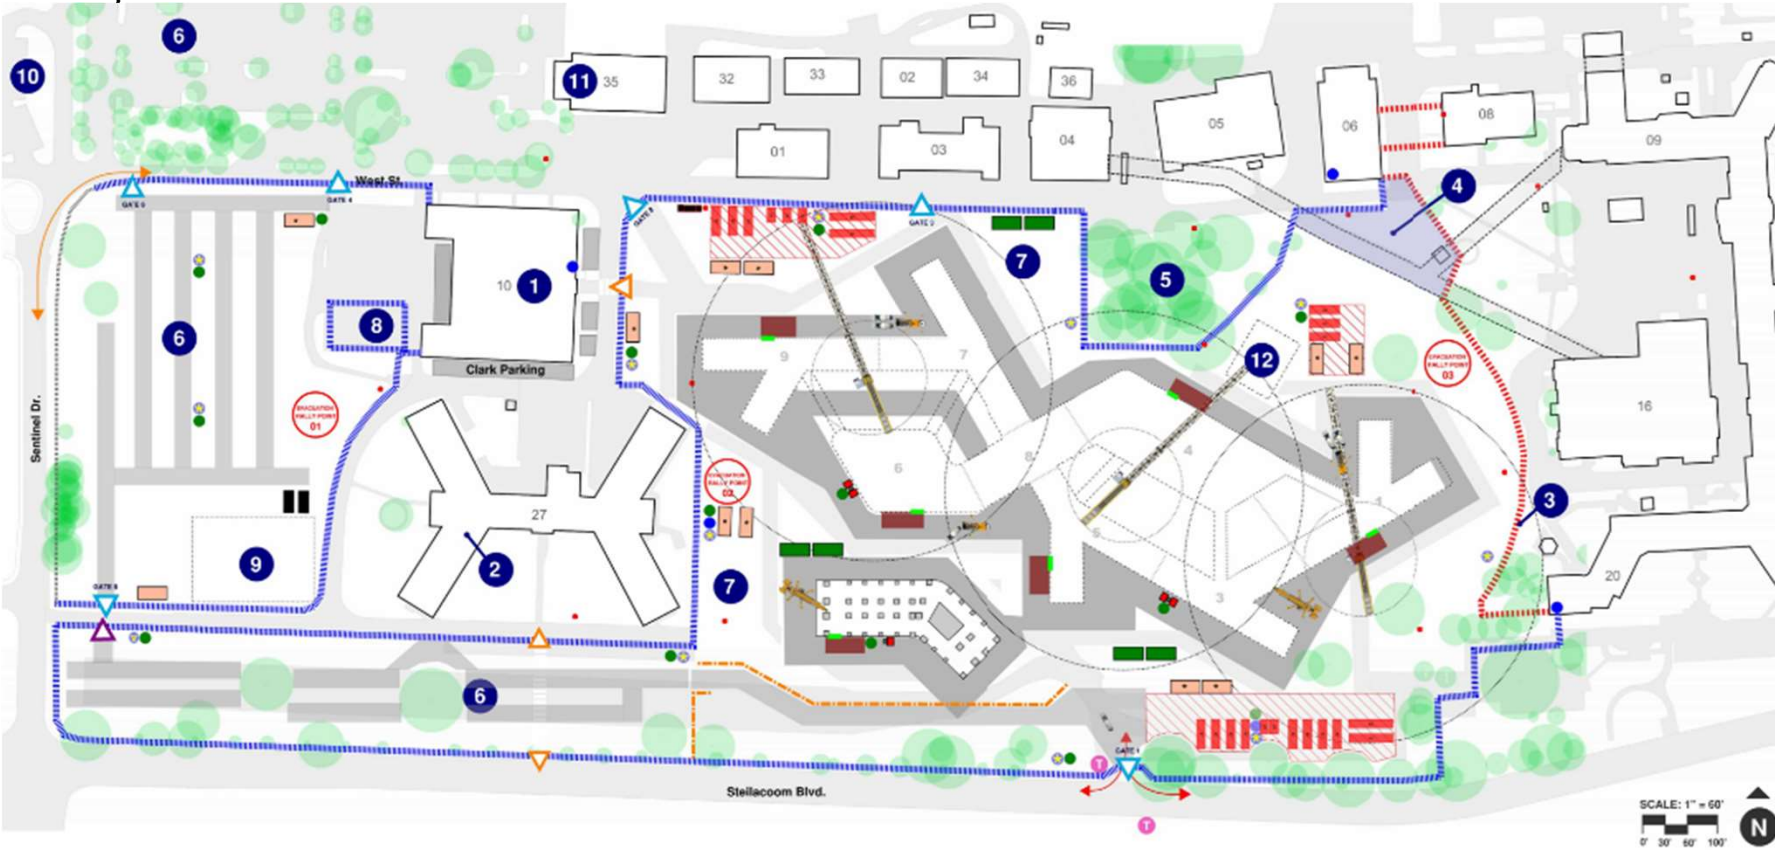 6
10
11
35
32
33
02
34
36
05
06
08
09
01
03
04
West St.
GATE 4
GATE 3
4
7
5
10
1
6
8
Clark Parking
9
7
12
EVACUATION
RALLY POINT
03
EVACUATION
RALLY POINT
01
Sentinel Dr.
16
6
8
4
EVACUATION
RALLY POINT
02
27
2
9
7
5
1
3
3
20
6
GATE 1
T
T
Steilacoom Blvd.
SCALE: 1" = 60'
0' 30' 60' 100'
N